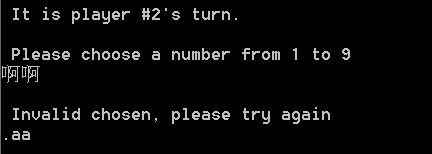 It is player #2's turn.
Please choose a number from 1 to 9
啊啊
Invalid chosen, please try again
.aa